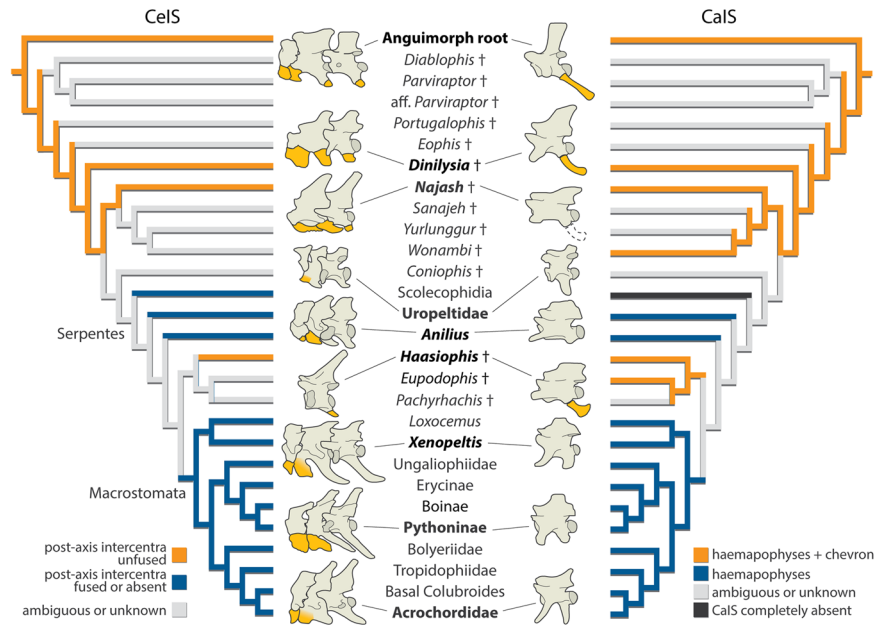 CeIS
CaIS
Anguimorph root
Diablophis †
Parviraptor †
aff. Parviraptor †
Portugalophis †
Eophis †
Dinilysia †
Najash †
Sanajeh †
Yurlunggur †
Wonambi †
Coniophis †
Scolecophidia
Uropeltidae
Anilius
Haasiophis †
Eupodophis †
Pachyrhachis †
Loxocemus
Xenopeltis
Ungaliophiidae
Erycinae
Boinae
Pythoninae
Bolyeriidae
Tropidophiidae
Basal Colubroides
Acrochordidae
Serpentes
Macrostomata
post-axis intercentra
unfused
post-axis intercentra
fused or absent
ambiguous or unknown
haemapophyses + chevron
haemapophyses
ambiguous or unknown
CaIS completely absent